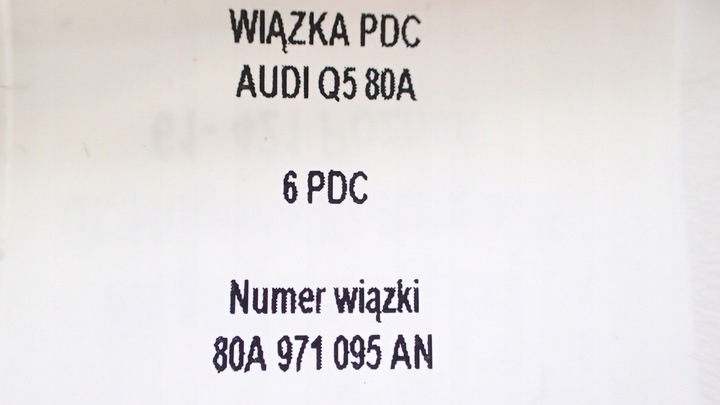 WIĄZKA PDC
AUDI Q5 80A
6 PDC
Numer wiązki
80A 971 095 AN